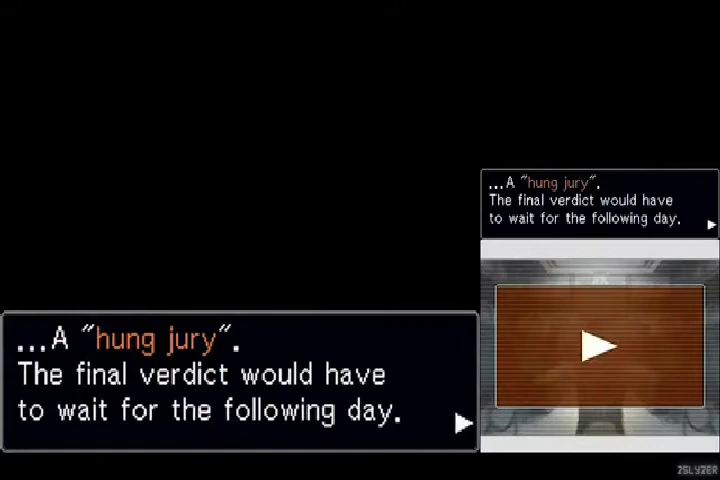 ...A "hung jury".
The final verdict would have
to wait for the following day.
...A "hung jury".
The final verdict would have
to wait for the following day.
ZSLYZER